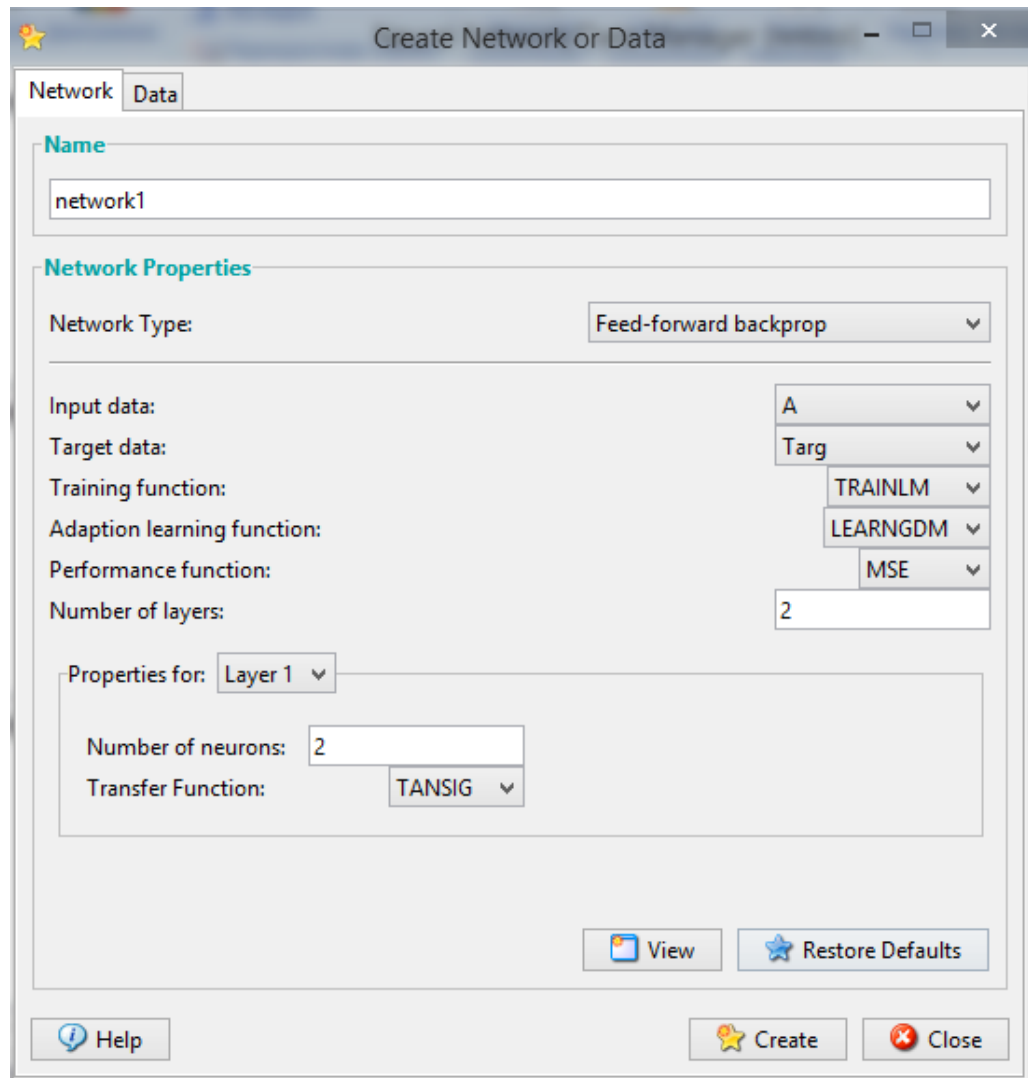 Create Network or Data
Network Data
Name
network1
Network Properties
Network Type: Feed-forward backprop
Input data: A
Target data: Targ
Training function: TRAINLM
Adaption learning function: LEARNGDM
Performance function: MSE
Number of layers: 2
Properties for: Layer 1
Number of neurons: 2
Transfer Function: TANSIG
View Restore Defaults
Help Create Close